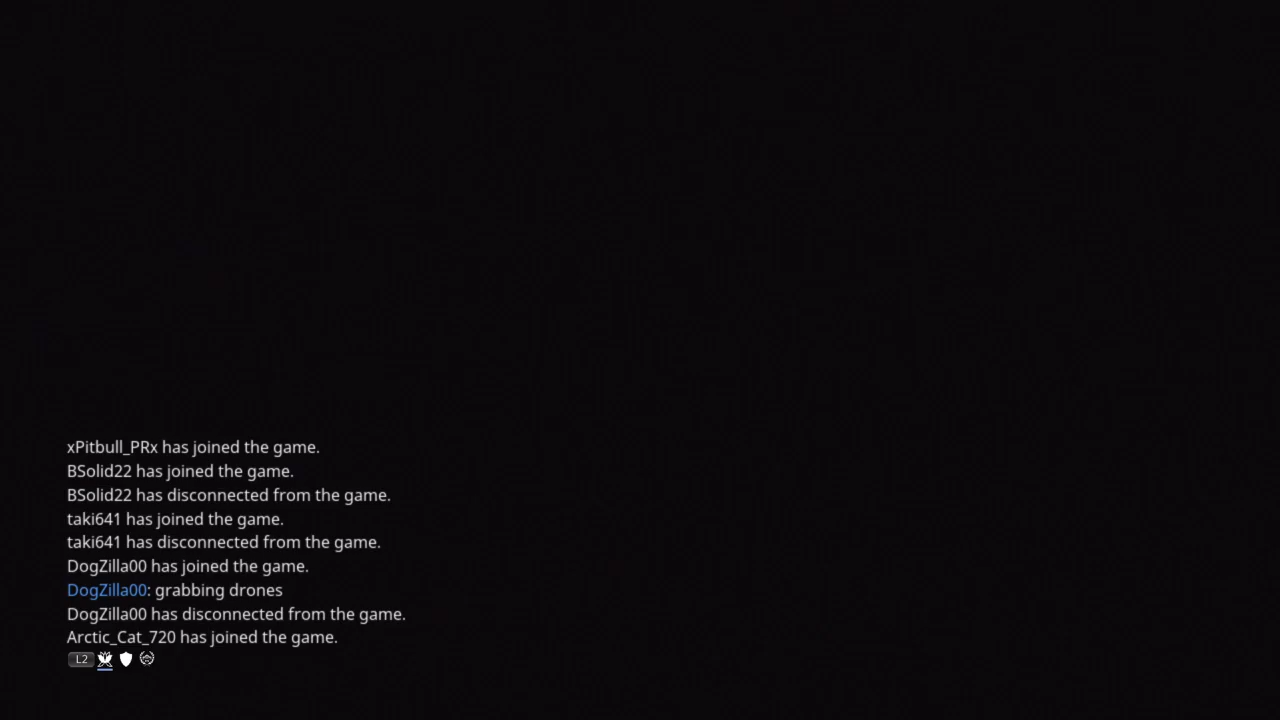 xPitbull_PRx has joined the game.
BSolid22 has joined the game.
BSolid22 has disconnected from the game.
taki641 has joined the game.
taki641 has disconnected from the game.
DogZilla00 has joined the game.
DogZilla00: grabbing drones
DogZilla00 has disconnected from the game.
Arctic_Cat_720 has joined the game.
L2